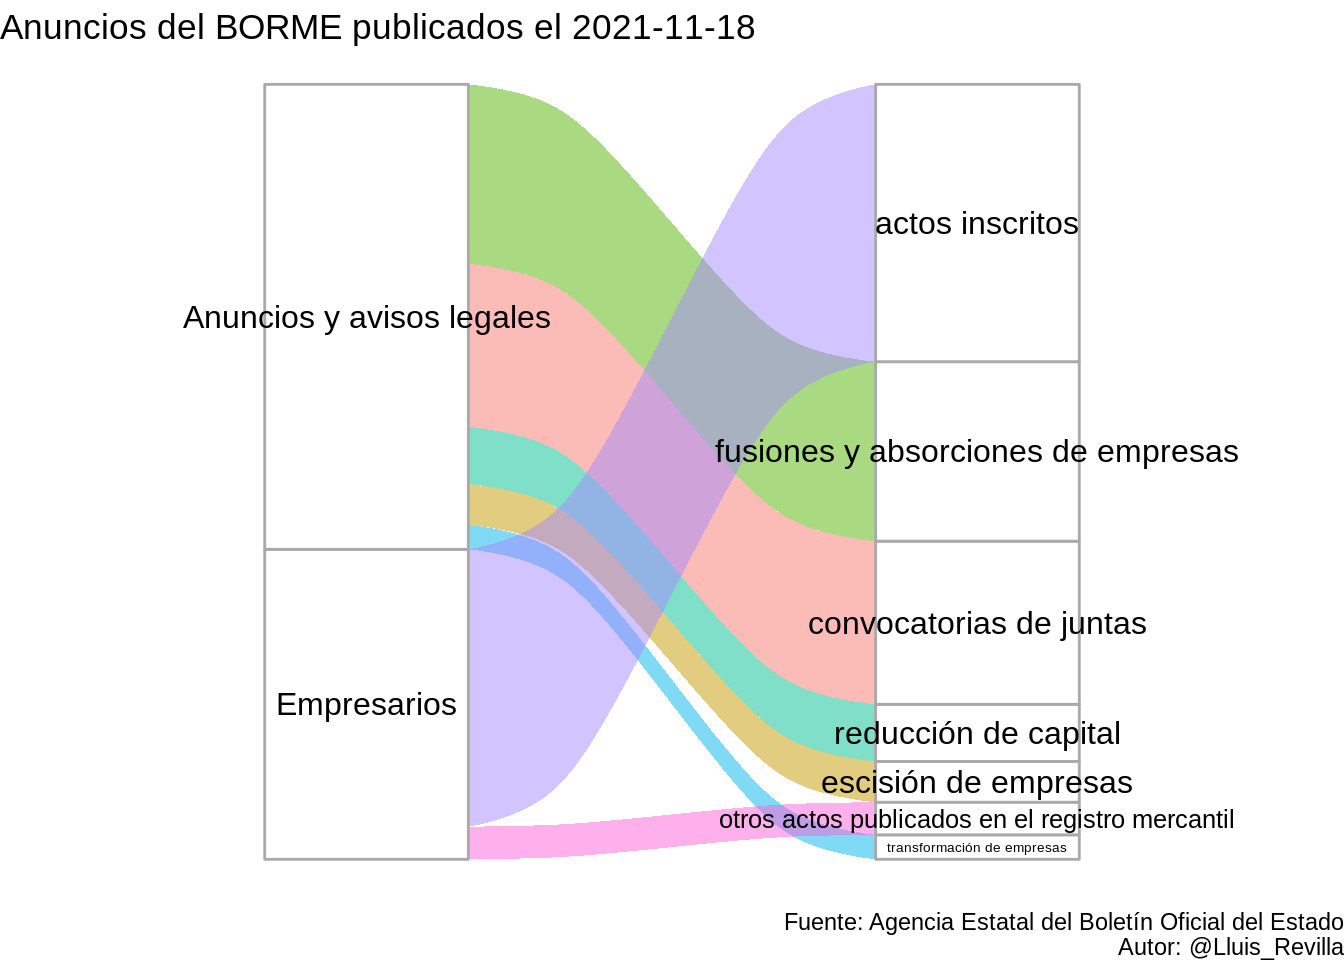 Anuncios del BORME publicados el 2021-11-18
actos inscritos
Anuncios y avisos legales
fusiones y absorciones de empresas
convocatorias de juntas
Empresarios
reducción de capital
escisión de empresas
otros actos publicados en el registro mercantil
transformación de empresas
Fuente: Agencia Estatal del Boletín Oficial del Estado
Autor: @Lluis_Revilla